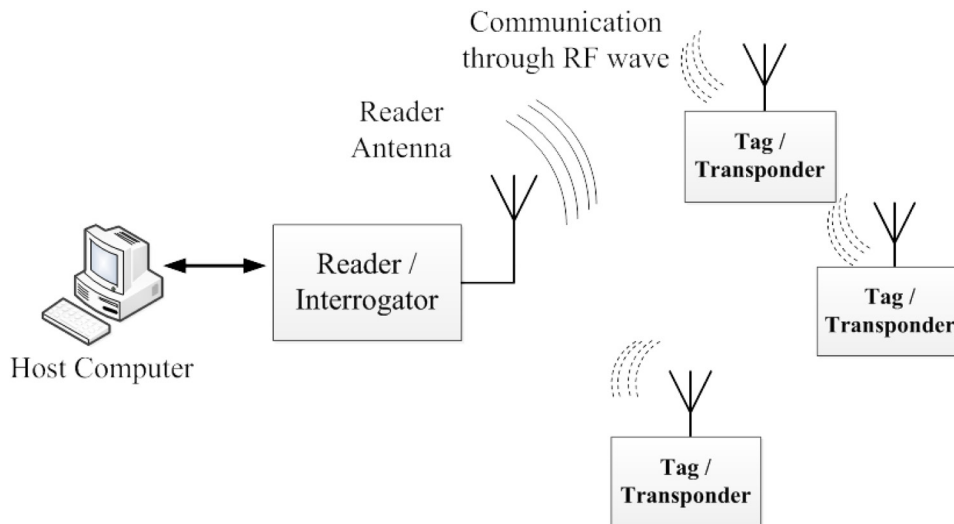 Communication
through RF wave
Reader
Antenna
Tag /
Transponder
Reader /
Interrogator
Tag /
Transponder
Host Computer
Tag /
Transponder